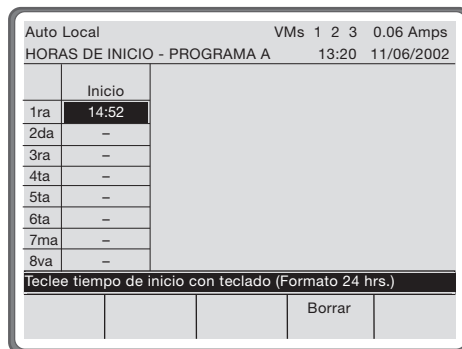 Auto Local VMs 1 2 3 0.06 Amps
HORAS DE INICIO - PROGRAMA A 13:20 11/06/2002
Inicio
1ra 14:52
2da –
3ra –
4ta –
5ta –
6ta –
7ma –
8va –
Teclee tiempo de inicio con teclado (Formato 24 hrs.)
Borrar